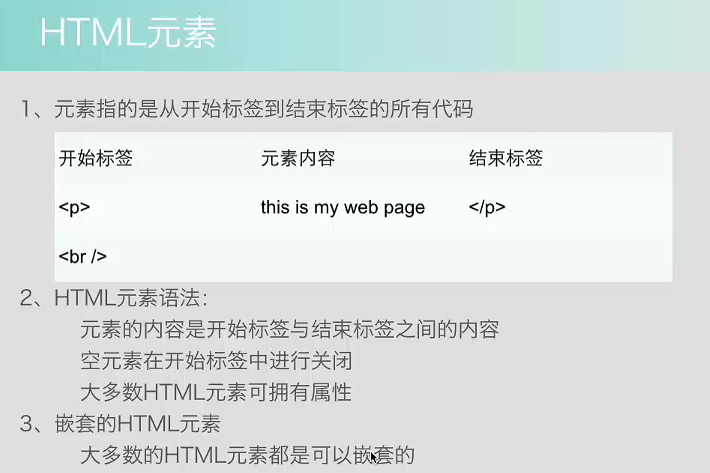 HTML元素
1、元素指的是从开始标签到结束标签的所有代码
开始标签 元素内容 结束标签
<p> this is my web page </p>
<br />
2、HTML元素语法：
元素的内容是开始标签与结束标签之间的内容
空元素在开始标签中进行关闭
大多数HTML元素可拥有属性
3、嵌套的HTML元素
大多数的HTML元素都是可以嵌套的